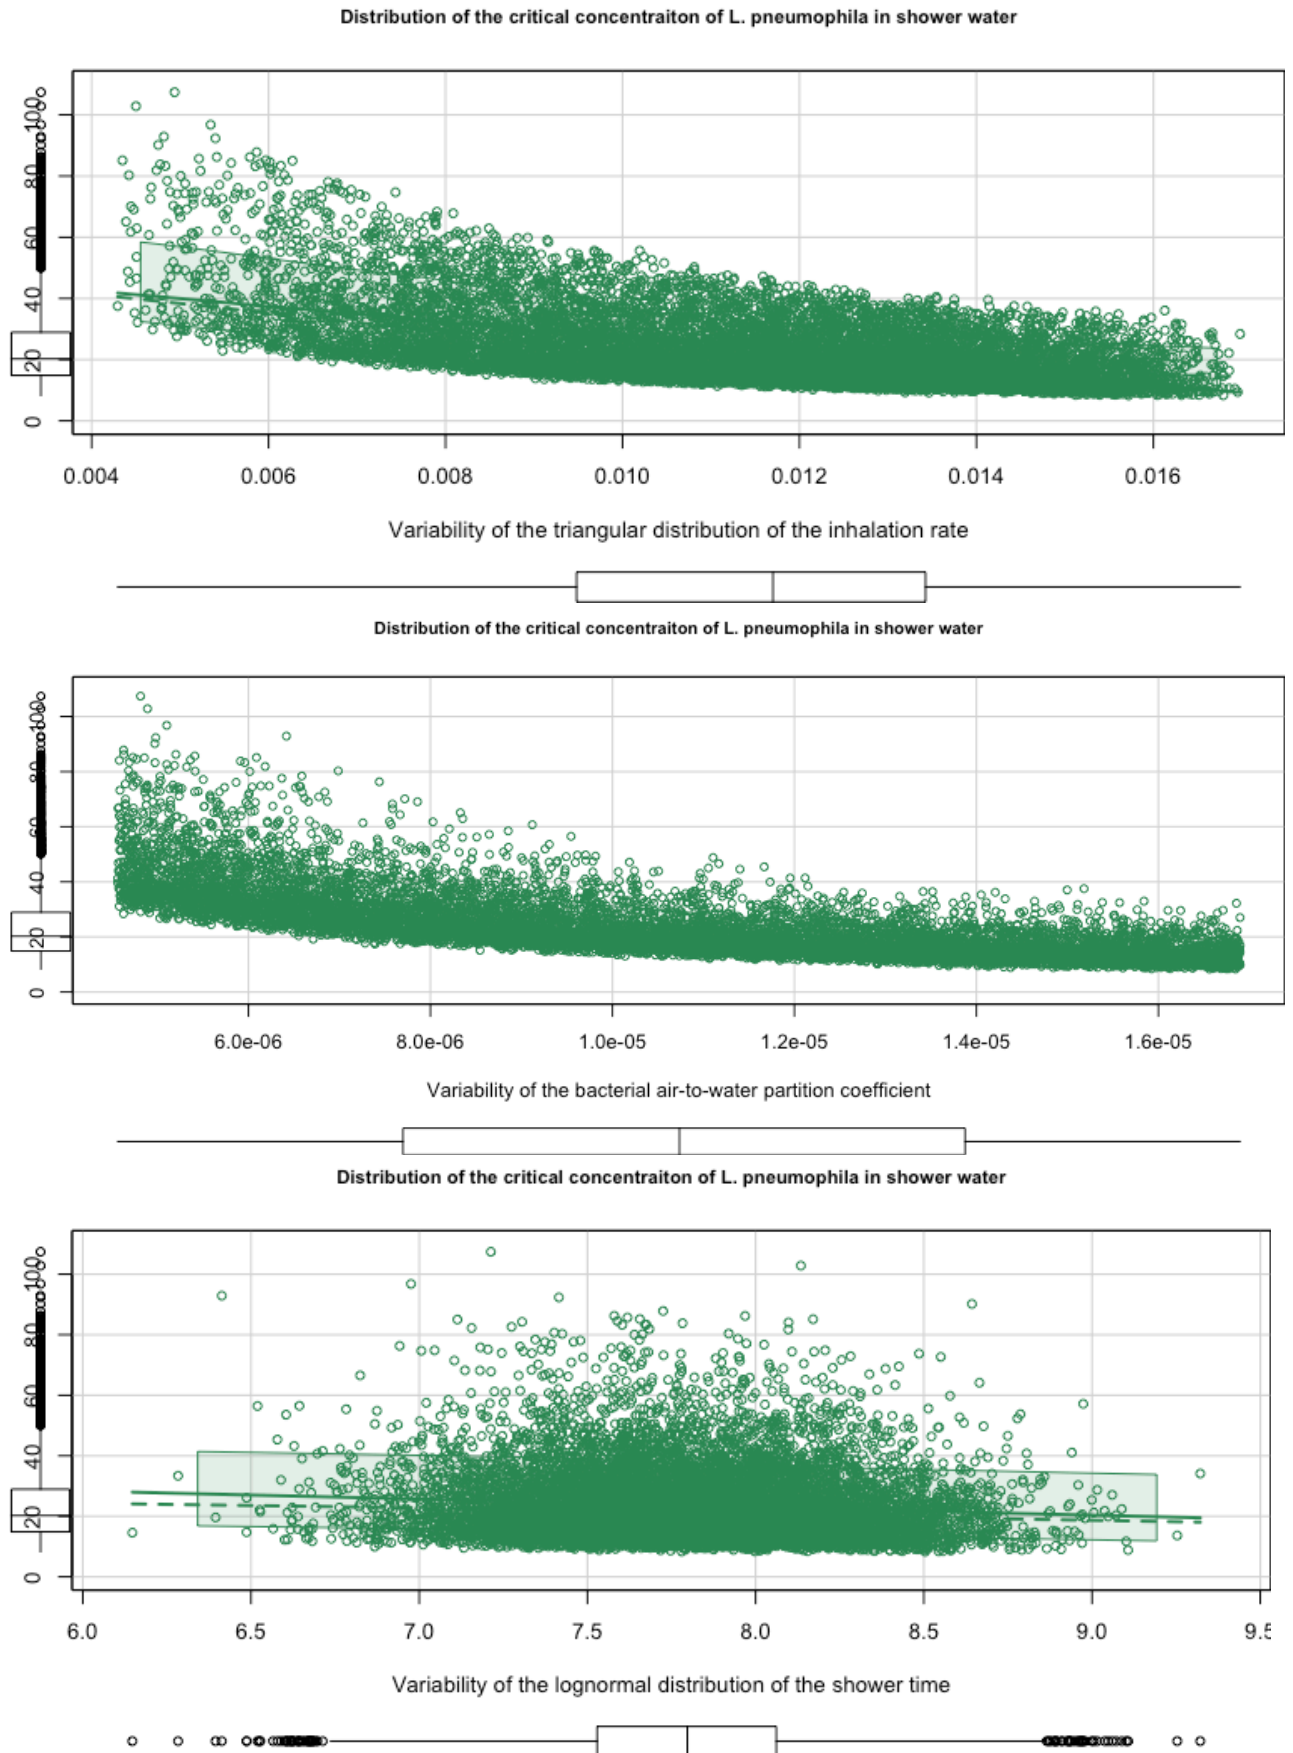 Distribution of the critical concentraiton of L. pneumophila in shower water
100
80
60
40
20
0
0.004 0.006 0.008 0.010 0.012 0.014 0.016
Variability of the triangular distribution of the inhalation rate
Distribution of the critical concentraiton of L. pneumophila in shower water
100
80
60
40
20
0
6.0e-06 8.0e-06 1.0e-05 1.2e-05 1.4e-05 1.6e-05
Variability of the bacterial air-to-water partition coefficient
Distribution of the critical concentraiton of L. pneumophila in shower water
100
80
60
40
20
0
6.0 6.5 7.0 7.5 8.0 8.5 9.0 9.5
Variability of the lognormal distribution of the shower time